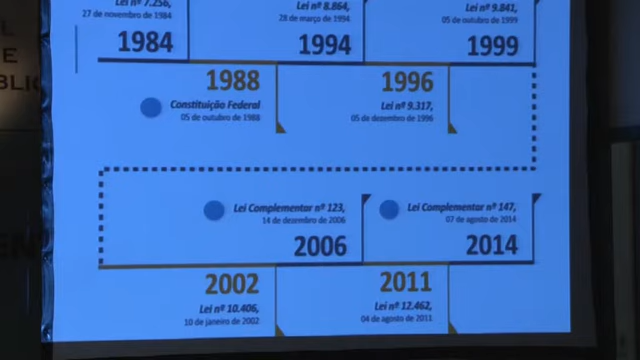 Lei nº 7.256,
27 de novembro de 1984
1984
Lei nº 8.864,
28 de março de 1994
1994
Lei nº 9.841,
05 de outubro de 1999
1999
1988
Constituição Federal
05 de outubro de 1988
1996
Lei nº 9.317,
05 de dezembro de 1996
Lei Complementar nº 123,
14 de dezembro de 2006
2006
Lei Complementar nº 147,
07 de agosto de 2014
2014
2002
Lei nº 10.406,
10 de janeiro de 2002
2011
Lei nº 12.462,
04 de agosto de 2011